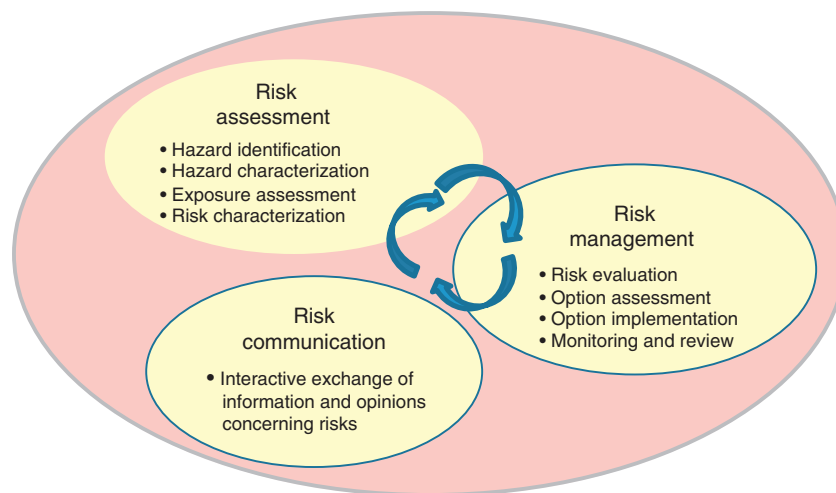 Risk
assessment
• Hazard identification
• Hazard characterization
• Exposure assessment
• Risk characterization
Risk
management
• Risk evaluation
• Option assessment
• Option implementation
• Monitoring and review
Risk
communication
• Interactive exchange of
information and opinions
concerning risks